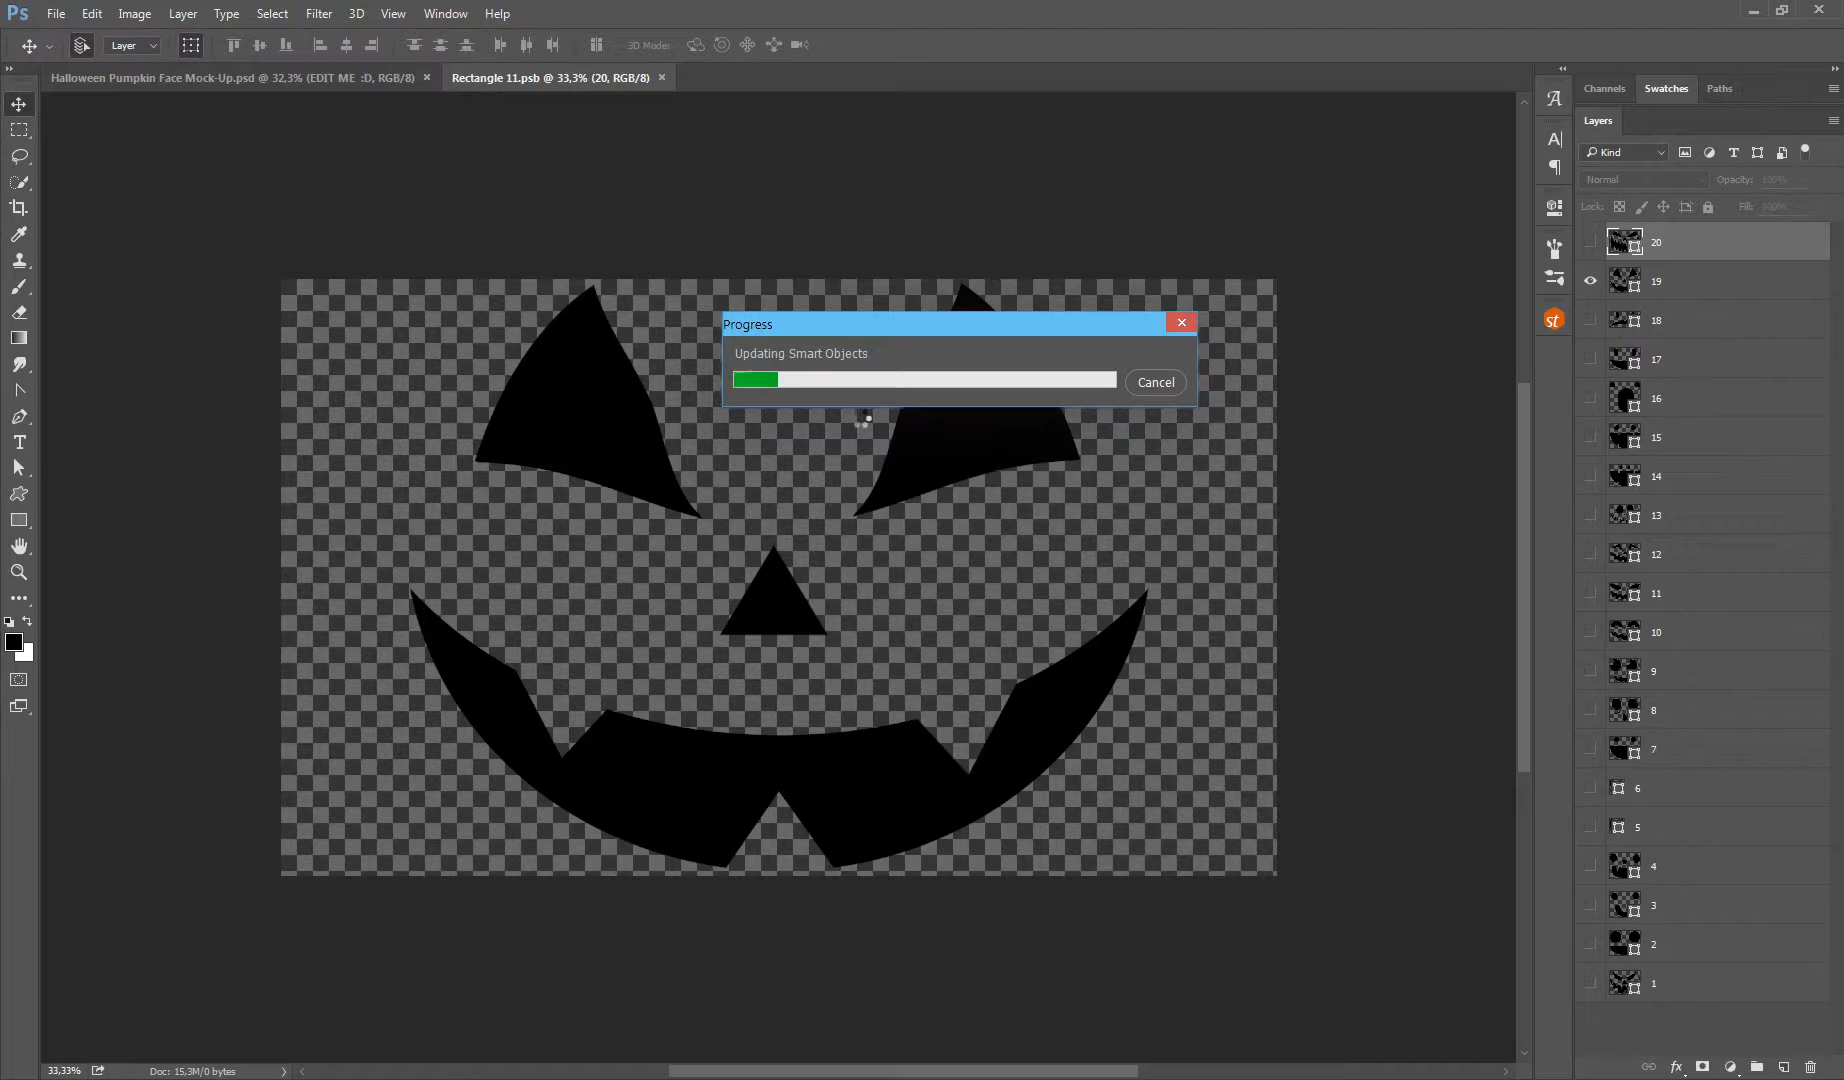 Ps File Edit Image Layer Type Select Filter 3D View Window Help
Layer 3D Mode:
Halloween Pumpkin Face Mock-Up.psd @ 32,3% (EDIT ME :D, RGB/8) × Rectangle 11.psb @ 33,3% (20, RGB/8) ×
Channels Swatches Paths
Layers
Kind
Normal Opacity: 100%
Lock: Fill: 100%
20
19
18
17
16
15
14
13
12
11
10
9
8
7
6
5
4
3
2
1
Progress
Updating Smart Objects
Cancel
st
33,33% Doc: 15,3M/0 bytes
fx